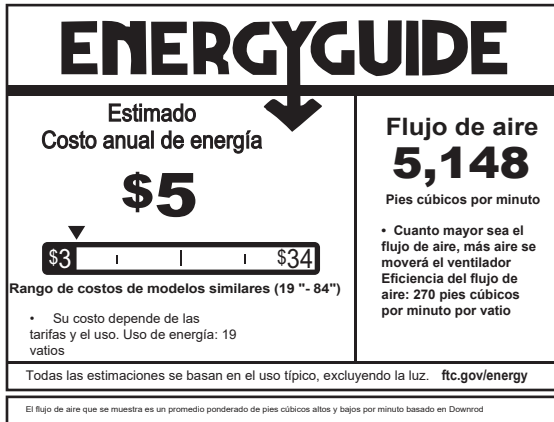 ENERGYGUIDE
Estimado
Costo anual de energía
$5
$3
$34
Rango de costos de modelos similares (19 "- 84")
• Su costo depende de las
tarifas y el uso. Uso de energía: 19
vatios
Flujo de aire
5,148
Pies cúbicos por minuto
• Cuanto mayor sea el
flujo de aire, más aire se
moverá el ventilador
Eficiencia del flujo de
aire: 270 pies cúbicos
por minuto por vatio
Todas las estimaciones se basan en el uso típico, excluyendo la luz. ftc.gov/energy
El flujo de aire que se muestra es un promedio ponderado de pies cúbicos altos y bajos por minuto basado en Downrod